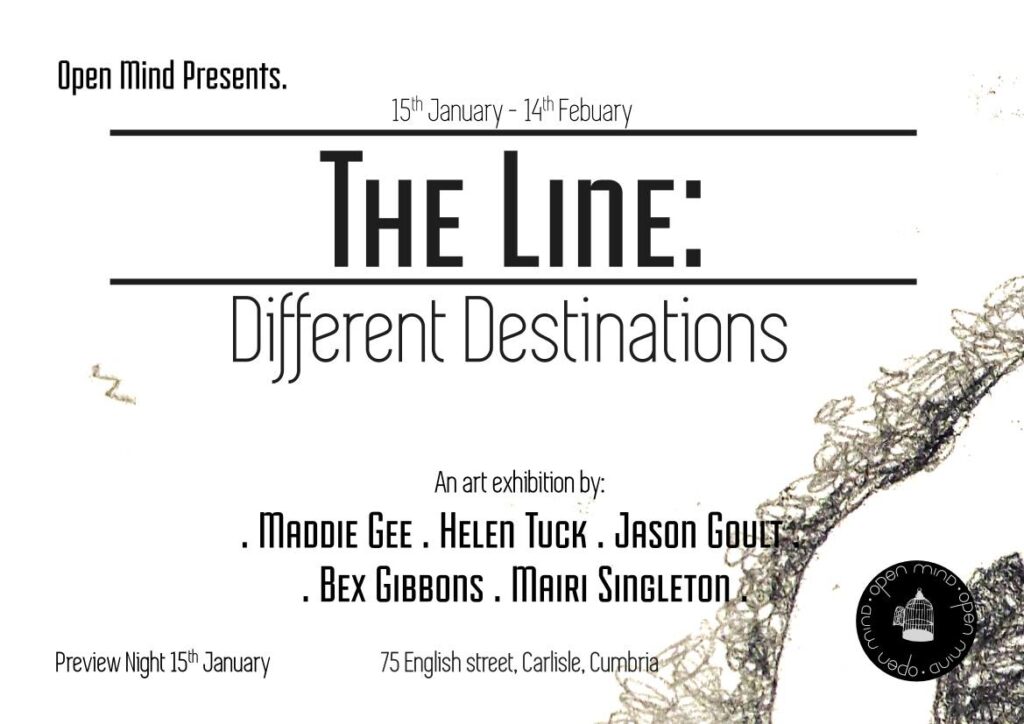 Open Mind Presents.
15th January - 14th Febuary
The Line:
Different Destinations
An art exhibition by:
. Maddie Gee . Helen Tuck . Jason Goult .
. Bex Gibbons . Mairi Singleton .
Preview Night 15th January
75 English street, Carlisle, Cumbria
open mind · open mind · open mind ·